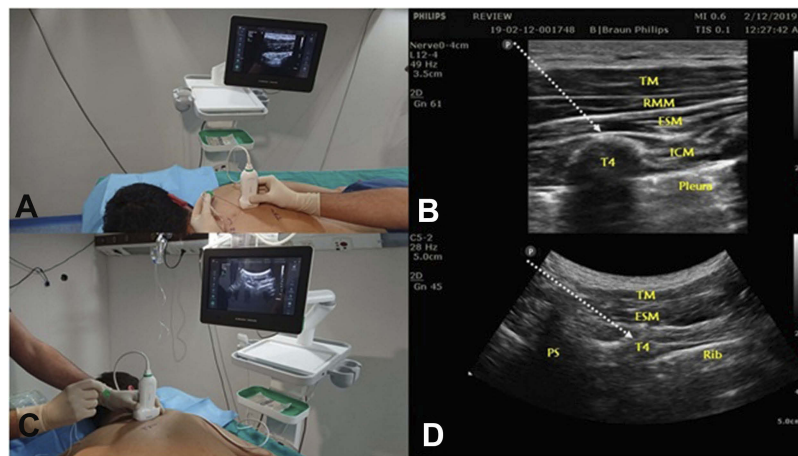 A
PHILIPS REVIEW MI 0.6 2/12/2019
19-02-12-001748 B|Braun Philips TIS 0.1 12:27:42 A
Nerve0-4cm
L12-4
49 Hz
3.5cm
2D
Gn 61
P
TM
RMM
ESM
T4
ICM
Pleura
2
B
C
C5-2
28 Hz
5.0cm
2D
Gn 45
P
TM
ESM
T4
PS
Rib
5.0cm
D